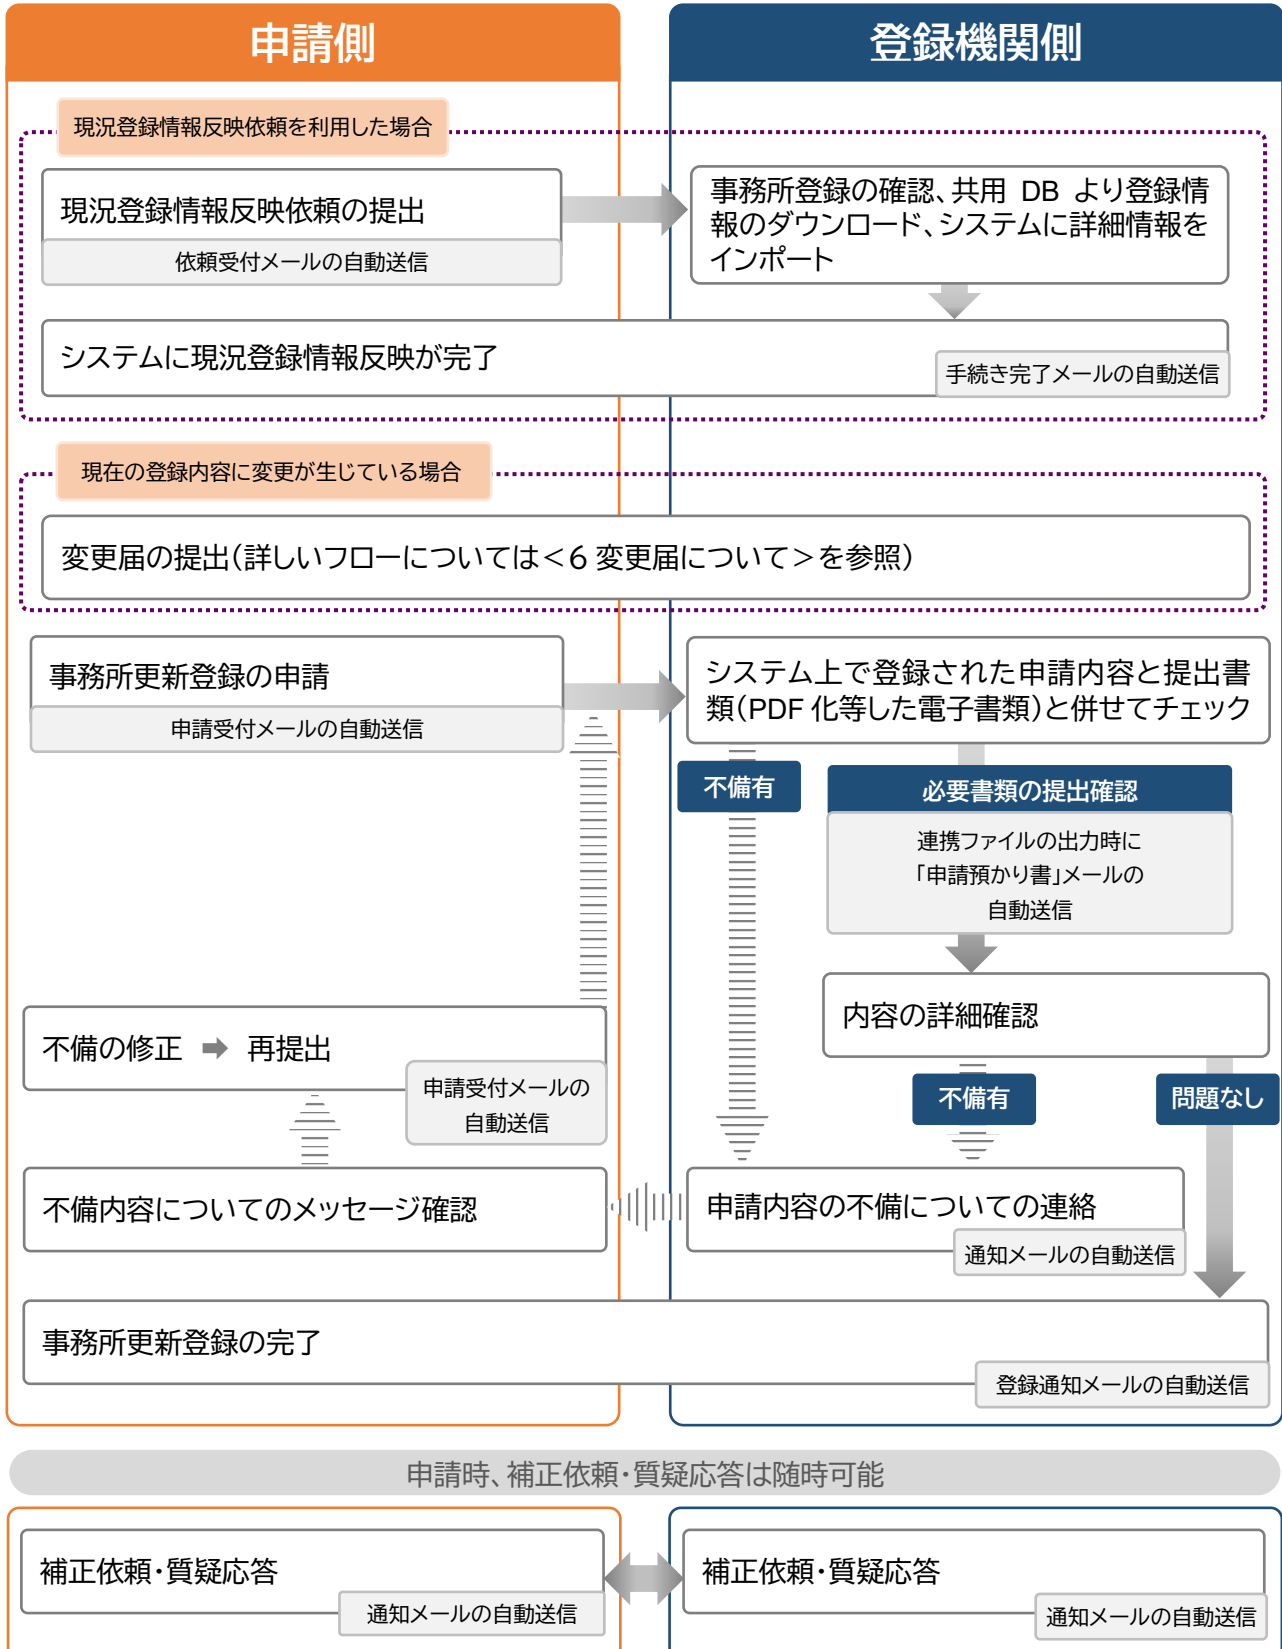 申請側
登録機関側
現況登録情報反映依頼を利用した場合
現況登録情報反映依頼の提出
依頼受付メールの自動送信
事務所登録の確認、共用 DB より登録情
報のダウンロード、システムに詳細情報を
インポート
システムに現況登録情報反映が完了
手続き完了メールの自動送信
現在の登録内容に変更が生じている場合
変更届の提出（詳しいフローについては＜6 変更届について＞を参照）
事務所更新登録の申請
申請受付メールの自動送信
システム上で登録された申請内容と提出書
類（PDF 化等した電子書類）と併せてチェック
不備有
必要書類の提出確認
連携ファイルの出力時に
「申請預かり書」メールの
自動送信
内容の詳細確認
不備の修正 ➡ 再提出
申請受付メールの
自動送信
不備有
問題なし
不備内容についてのメッセージ確認
申請内容の不備についての連絡
通知メールの自動送信
事務所更新登録の完了
登録通知メールの自動送信
申請時、補正依頼・質疑応答は随時可能
補正依頼・質疑応答
通知メールの自動送信
補正依頼・質疑応答
通知メールの自動送信